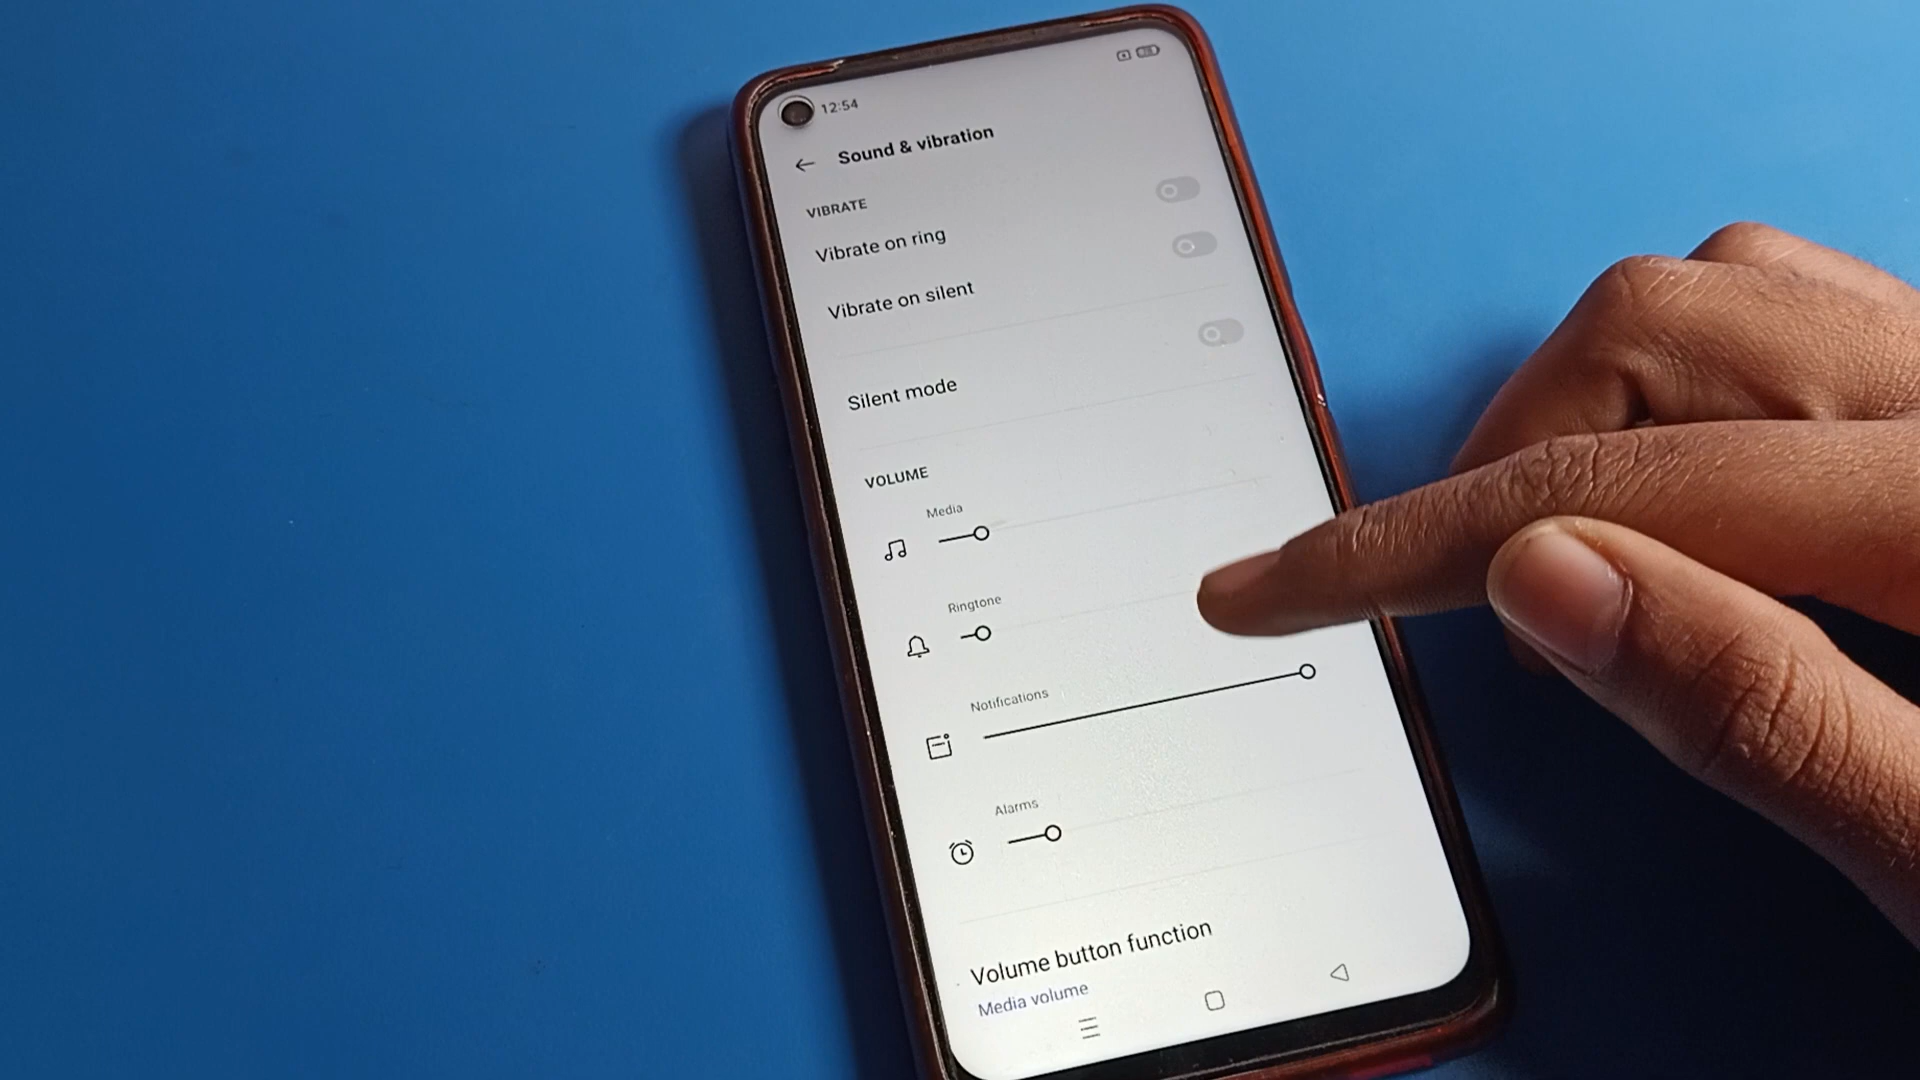 12:54
Sound & vibration
VIBRATE
Vibrate on ring
Vibrate on silent
Silent mode
VOLUME
Media
Ringtone
Notifications
Alarms
Volume button function
Media volume